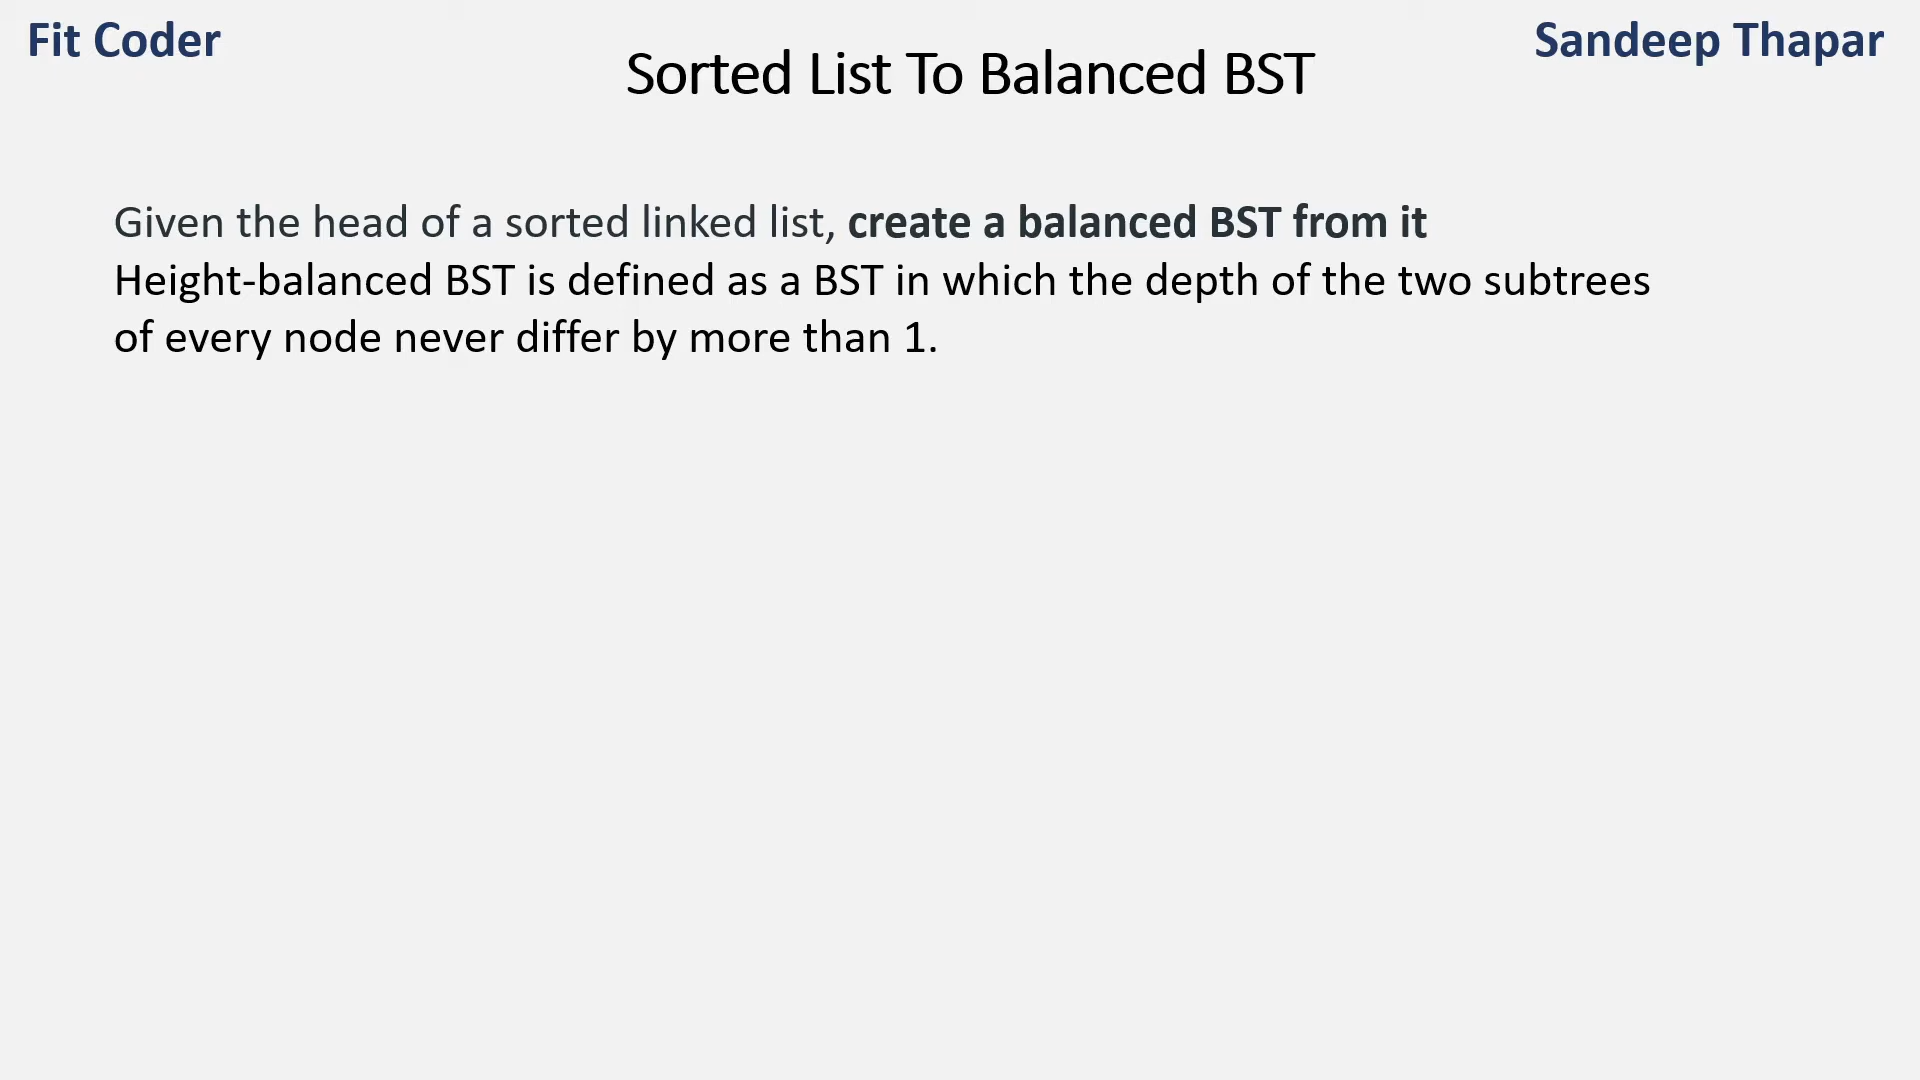 Fit Coder
Sandeep Thapar
Sorted List To Balanced BST
Given the head of a sorted linked list, create a balanced BST from it
Height-balanced BST is defined as a BST in which the depth of the two subtrees
of every node never differ by more than 1.